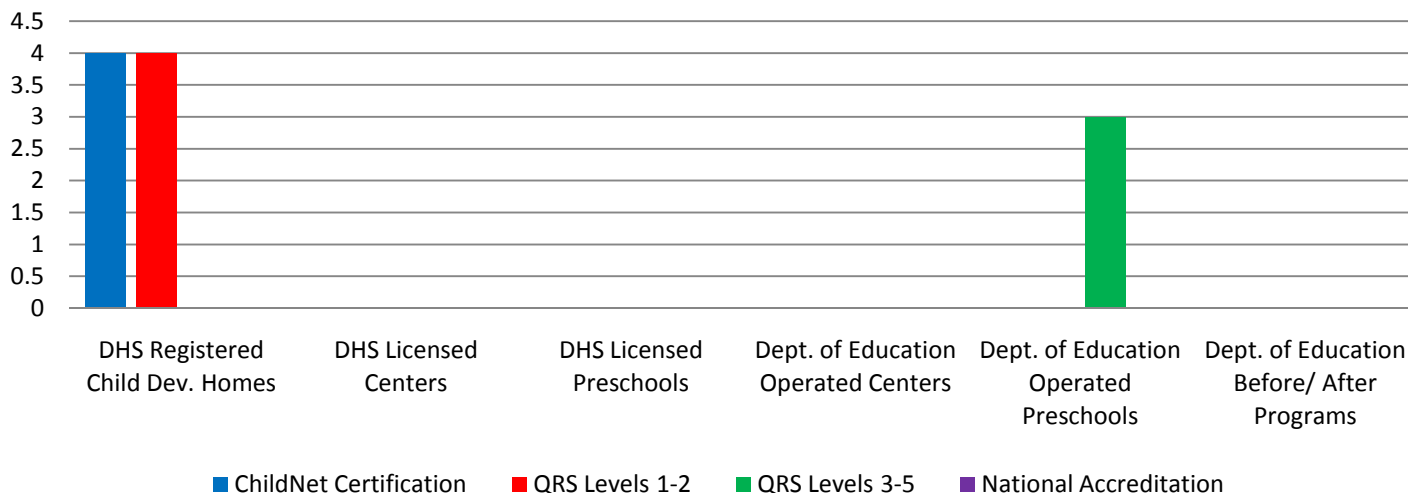 4.5
4
3.5
3
2.5
2
1.5
1
0.5
0
DHS Registered
Child Dev. Homes
DHS Licensed
Centers
DHS Licensed
Preschools
Dept. of Education
Operated Centers
Dept. of Education
Operated
Preschools
Dept. of Education
Before/ After
Programs
ChildNet Certification
QRS Levels 1-2
QRS Levels 3-5
National Accreditation